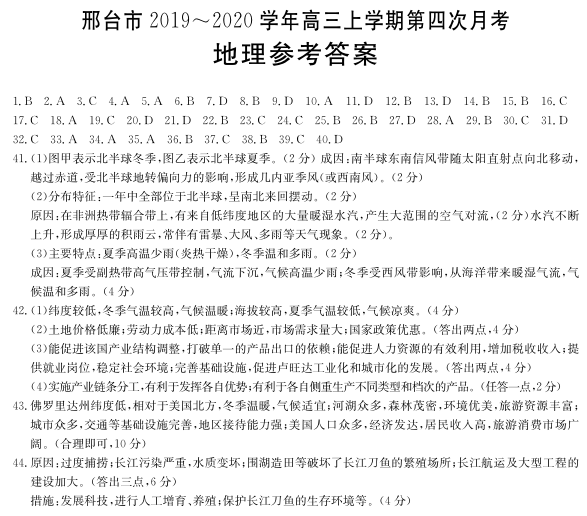 邢台市 2019～2020 学年高三上学期第四次月考
地理参考答案
1. B 2. A 3. C 4. A 5. A 6. B 7. D 8. B 9. D 10. A 11. D 12. B 13. D 14. B 15. B 16. C
17. C 18. A 19. C 20. D 21. D 22. B 23. C 24. C 25. B 26. B 27. D 28. A 29. B 30. C 31. D
32. C 33. A 34. A 35. A 36. B 37. C 38. B 39. C 40. D
41. (1)图甲表示北半球冬季,图乙表示北半球夏季。(2 分) 成因:南半球东南信风带随太阳直射点向北移动,
越过赤道,受北半球地转偏向力的影响,形成几内亚季风(或西南风)。(2 分)
(2)分布特征:一年中全部位于北半球,呈南北来回摆动。(2 分)
原因:在非洲热带辐合带上,有来自低纬度地区的大量暖湿水汽,产生大范围的空气对流,(2 分)水汽不断
上升,形成厚厚的积雨云,常伴有雷暴、大风、多雨等天气现象。(2 分)。
(3)主要特点:夏季高温少雨(炎热干燥),冬季温和多雨。(2 分)
成因:夏季受副热带高气压带控制,气流下沉,气候高温少雨;冬季受西风带影响,从海洋带来暖湿气流,气
候温和多雨。(4 分)
42. (1)纬度较低,冬季气温较高,气候温暖;海拔较高,夏季气温较低,气候凉爽。(4 分)
(2)土地价格低廉;劳动力成本低;距离市场近,市场需求量大;国家政策优惠。(答出两点,4 分)
(3)能促进该国产业结构调整,打破单一的产品出口的依赖;能促进人力资源的有效利用,增加税收收入;提
供就业岗位,稳定社会环境;完善基础设施,促进卢旺达工业化和城市化的发展。(答出两点,4 分)
(4)实施产业链条分工,有利于发挥各自优势;有利于各自侧重生产不同类型和档次的产品。(任答一点,2 分)
43. 佛罗里达州纬度低,相对于美国北方,冬季温暖,气候适宜;河湖众多,森林茂密,环境优美,旅游资源丰富;
城市众多,交通等基础设施完善,地区接待能力强;美国人口众多,经济发达,居民收入高,旅游消费市场广
阔。(合理即可,10 分)
44. 原因:过度捕捞;长江污染严重,水质变坏;围湖造田等破坏了长江刀鱼的繁殖场所;长江航运及大型工程的
建设加大。(答出三点,6 分)
措施:发展科技,进行人工增育、养殖;保护长江刀鱼的生存环境等。(4 分)